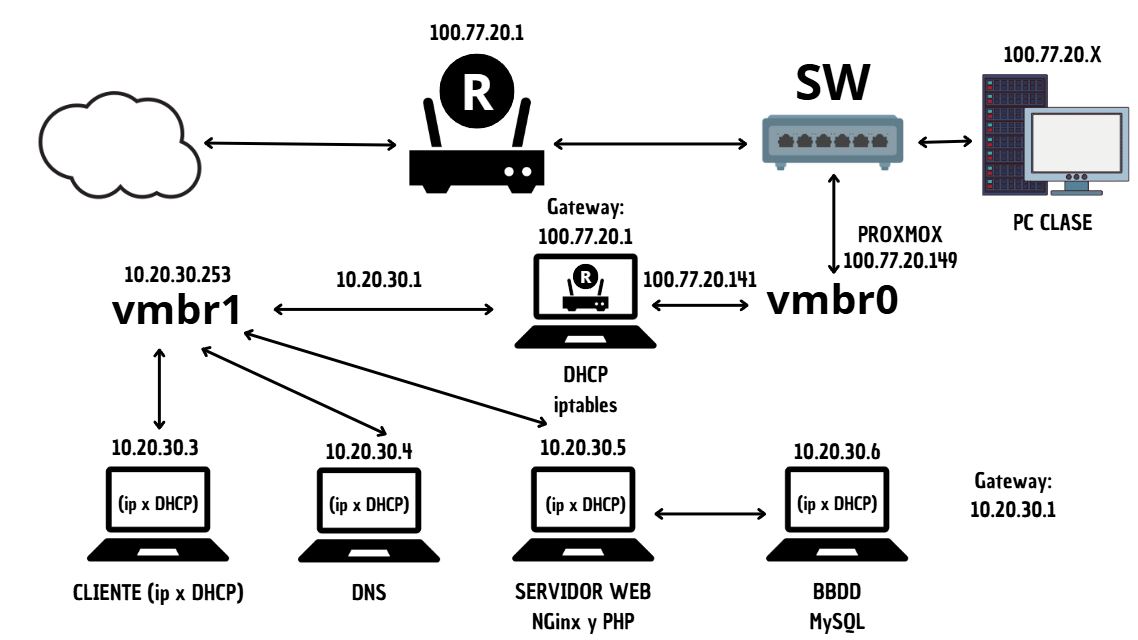 100.77.20.1
R
SW
100.77.20.X
PC CLASE
Gateway:
100.77.20.1
PROXMOX
100.77.20.149
10.20.30.253
vmbr1
10.20.30.1
R
100.77.20.141
vmbr0
DHCP
iptables
10.20.30.3
10.20.30.4
10.20.30.5
10.20.30.6
(ip x DHCP)
(ip x DHCP)
(ip x DHCP)
(ip x DHCP)
Gateway:
10.20.30.1
CLIENTE (ip x DHCP)
DNS
SERVIDOR WEB
NGinx y PHP
BBDD
MySQL